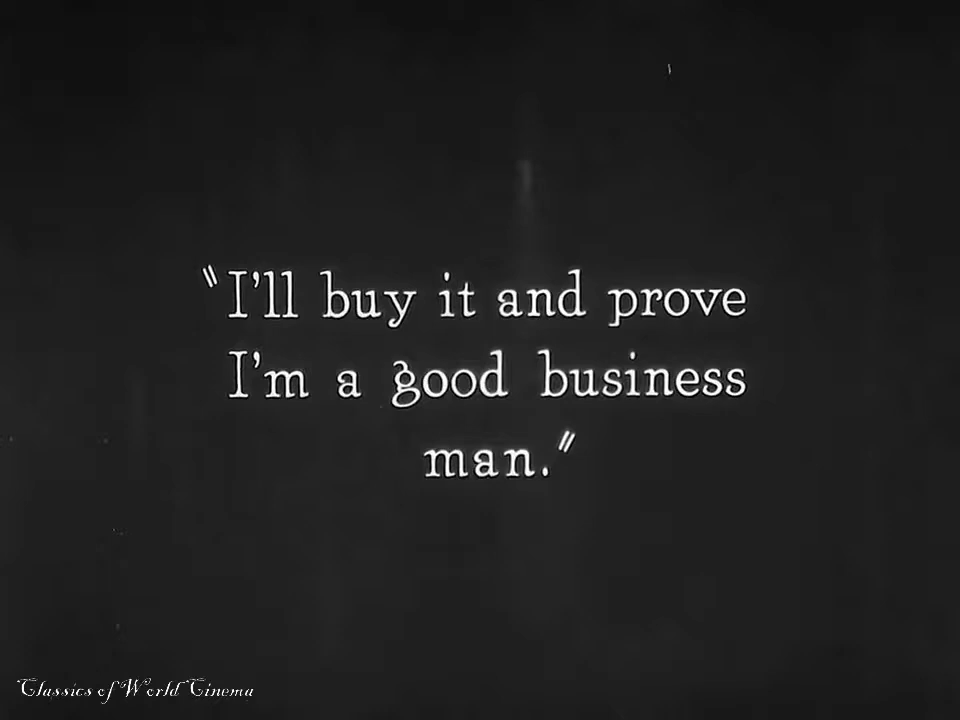 "I'll buy it and prove
I'm a good business
man."
Classics of World Cinema